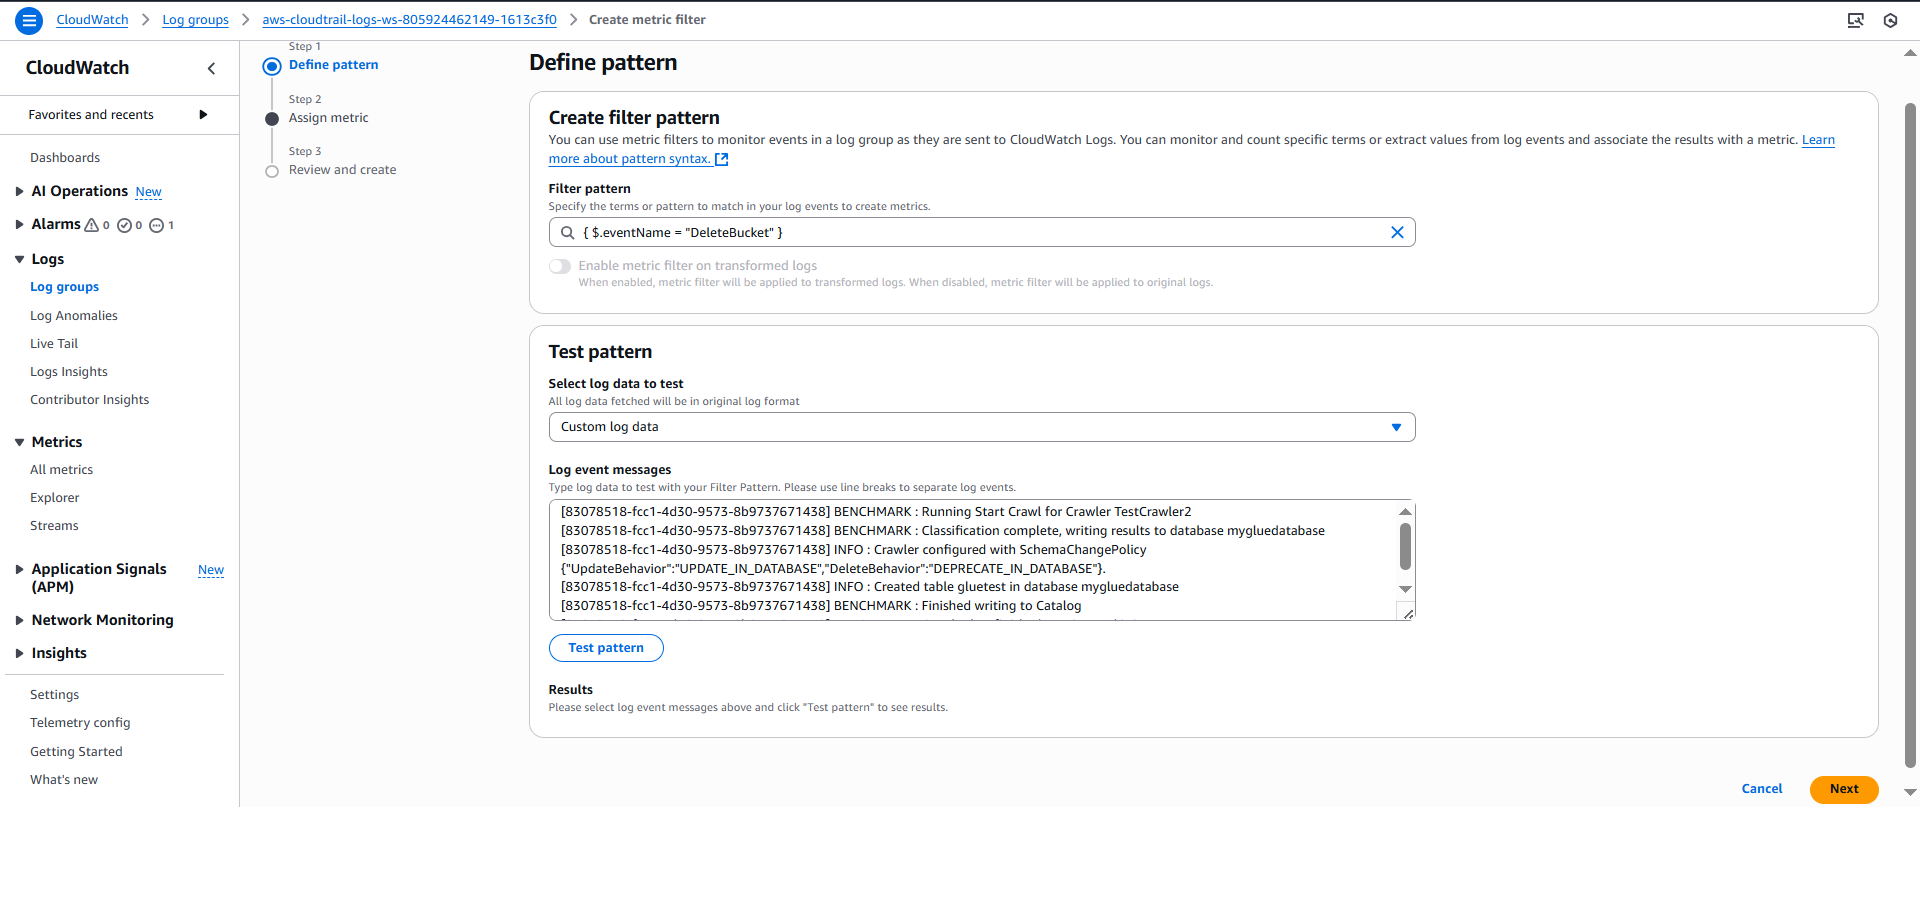 CloudWatch > Log groups > aws-cloudtrail-logs-ws-805924462149-1613c3f0 > Create metric filter
CloudWatch
Favorites and recents
Dashboards
AI Operations New
Alarms 0 0 1
Logs
Log groups
Log Anomalies
Live Tail
Logs Insights
Contributor Insights
Metrics
All metrics
Explorer
Streams
Application Signals New
(APM)
Network Monitoring
Insights
Settings
Telemetry config
Getting Started
What's new
Step 1
Define pattern
Step 2
Assign metric
Step 3
Review and create
Define pattern
Create filter pattern
You can use metric filters to monitor events in a log group as they are sent to CloudWatch Logs. You can monitor and count specific terms or extract values from log events and associate the results with a metric. Learn
more about pattern syntax.
Filter pattern
Specify the terms or pattern to match in your log events to create metrics.
{ $.eventName = "DeleteBucket" }
Enable metric filter on transformed logs
When enabled, metric filter will be applied to transformed logs. When disabled, metric filter will be applied to original logs.
Test pattern
Select log data to test
All log data fetched will be in original log format
Custom log data
Log event messages
Type log data to test with your Filter Pattern. Please use line breaks to separate log events.
[83078518-fcc1-4d30-9573-8b9737671438] BENCHMARK : Running Start Crawl for Crawler TestCrawler2
[83078518-fcc1-4d30-9573-8b9737671438] BENCHMARK : Classification complete, writing results to database mygluedatabase
[83078518-fcc1-4d30-9573-8b9737671438] INFO : Crawler configured with SchemaChangePolicy
{"UpdateBehavior":"UPDATE_IN_DATABASE","DeleteBehavior":"DEPRECATE_IN_DATABASE"}.
[83078518-fcc1-4d30-9573-8b9737671438] INFO : Created table gluetest in database mygluedatabase
[83078518-fcc1-4d30-9573-8b9737671438] BENCHMARK : Finished writing to Catalog
Test pattern
Results
Please select log event messages above and click "Test pattern" to see results.
Cancel
Next